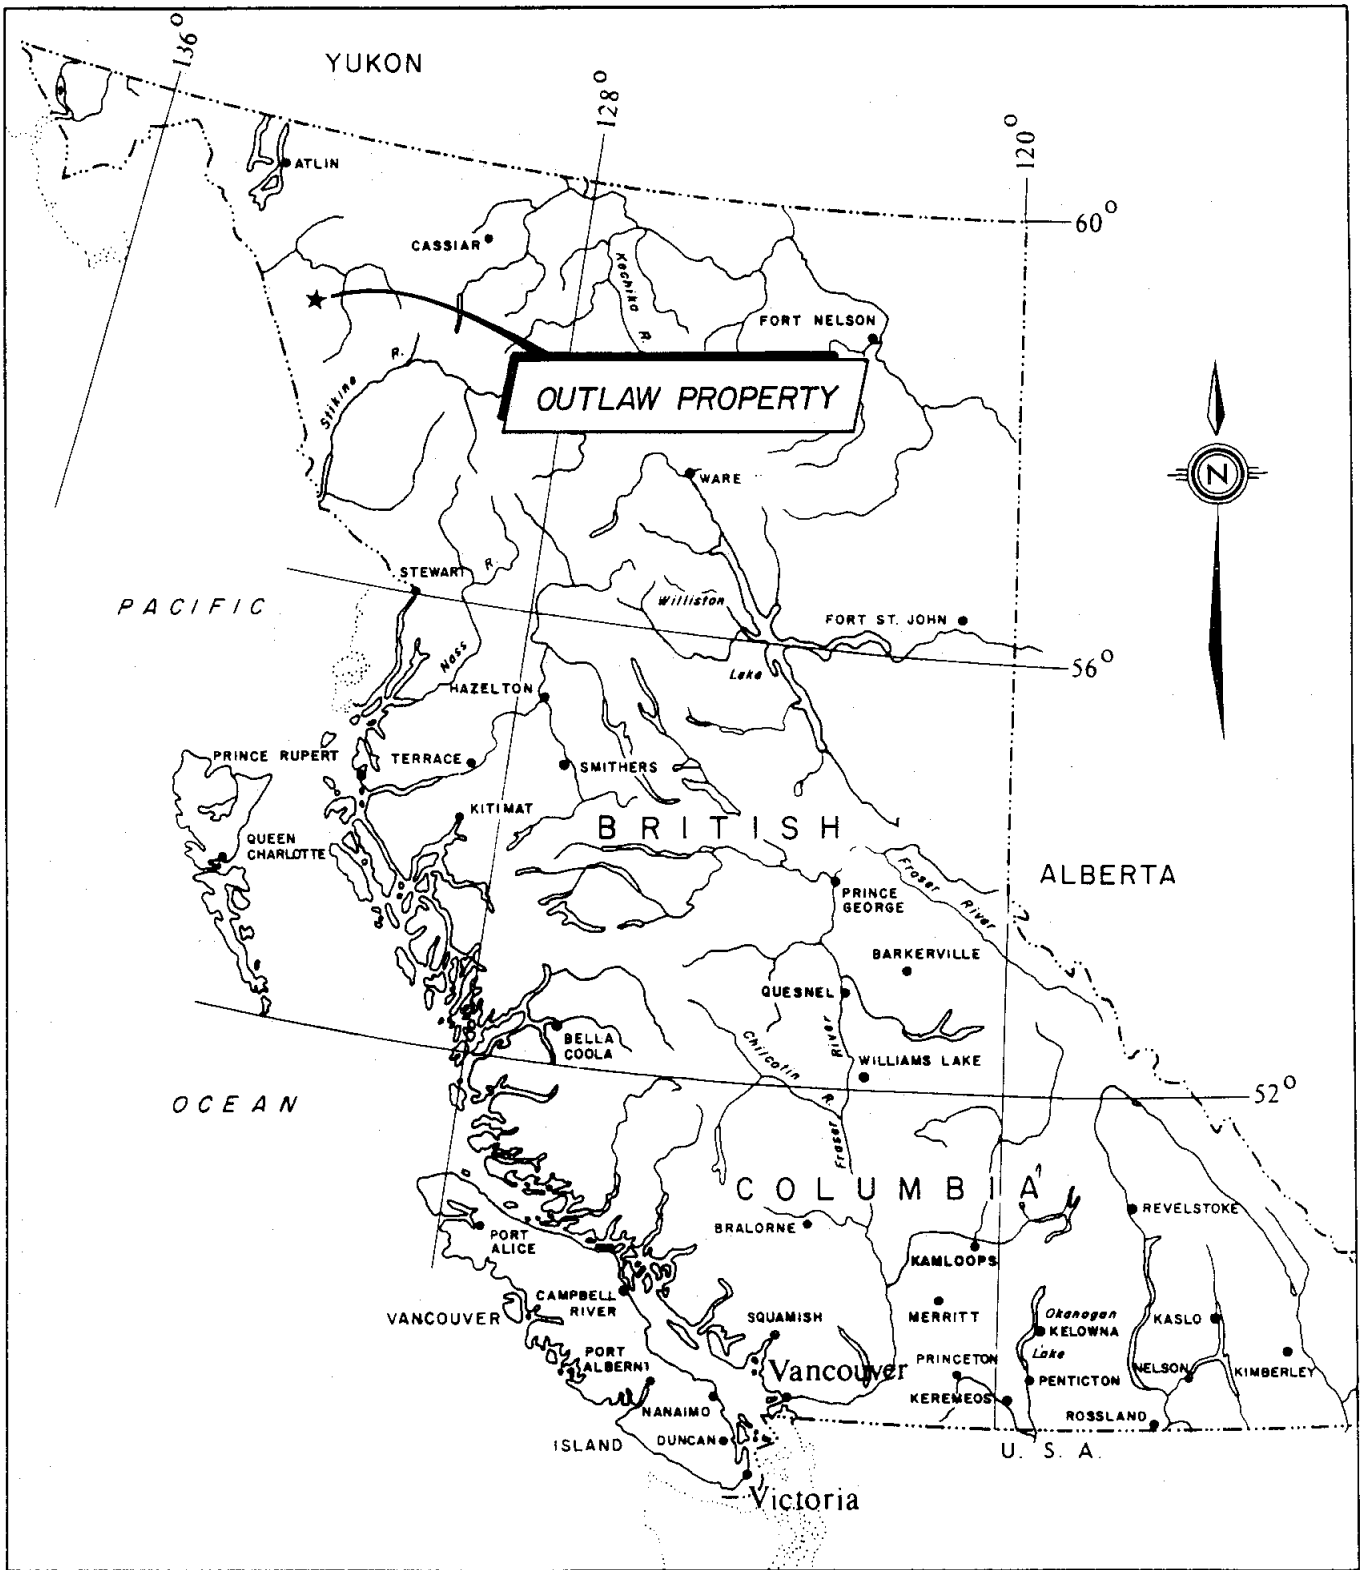 136°
YUKON
128°
120°
ATLIN
60°
CASSIAR
Kechika R.
FORT NELSON
Stikine R.
OUTLAW PROPERTY
WARE
N
STEWART
R.
PACIFIC
Williston
FORT ST. JOHN
Nass
56°
Lake
HAZELTON
PRINCE RUPERT
TERRACE
SMITHERS
KITIMAT
BRITISH
QUEEN
CHARLOTTE
Fraser River
ALBERTA
PRINCE
GEORGE
BARKERVILLE
QUESNEL
River
BELLA
COOLA
Chilcotin R.
WILLIAMS LAKE
52°
OCEAN
Fraser
COLUMBIA
REVELSTOKE
PORT
ALICE
BRALORNE
KAMLOOPS
CAMPBELL
RIVER
VANCOUVER
MERRITT
Okanagan
KASLO
SQUAMISH
KELOWNA
Lake
PORT
ALBERNI
Vancouver
PRINCETON
PENTICTON
NELSON
KIMBERLEY
NANAIMO
KEREMEOS
ROSSLAND
ISLAND
DUNCAN
U. S. A.
Victoria